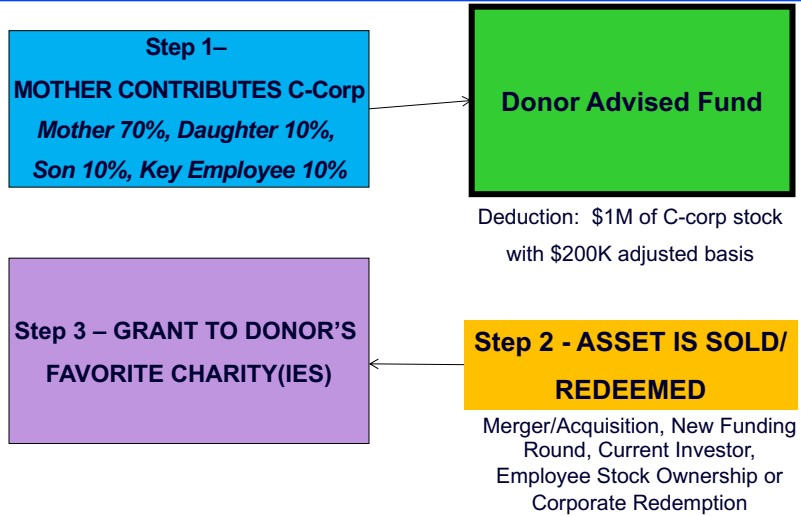 Step 1–
MOTHER CONTRIBUTES C-Corp
Mother 70%, Daughter 10%,
Son 10%, Key Employee 10%
Donor Advised Fund
Deduction: $1M of C-corp stock
with $200K adjusted basis
Step 3 – GRANT TO DONOR'S
FAVORITE CHARITY(IES)
Step 2 - ASSET IS SOLD/
REDEEMED
Merger/Acquisition, New Funding
Round, Current Investor,
Employee Stock Ownership or
Corporate Redemption